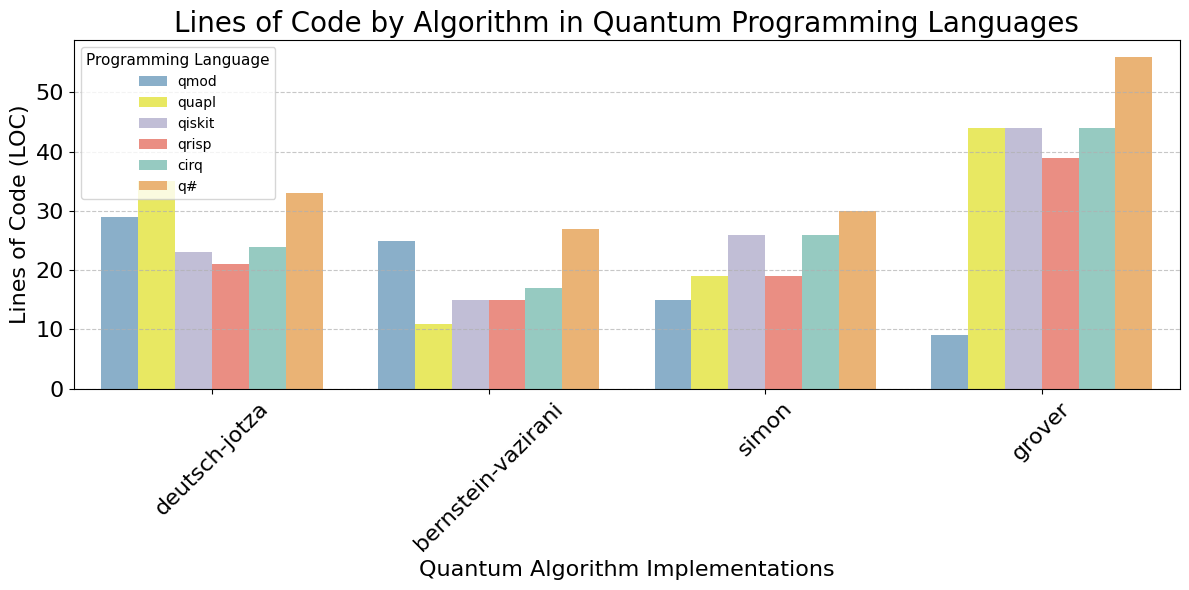 Lines of Code by Algorithm in Quantum Programming Languages
Programming Language
qmod
quapl
qiskit
qrisp
cirq
q#
Lines of Code (LOC)
50
40
30
20
10
0
deutsch-jotza
bernstein-vazirani
simon
grover
Quantum Algorithm Implementations